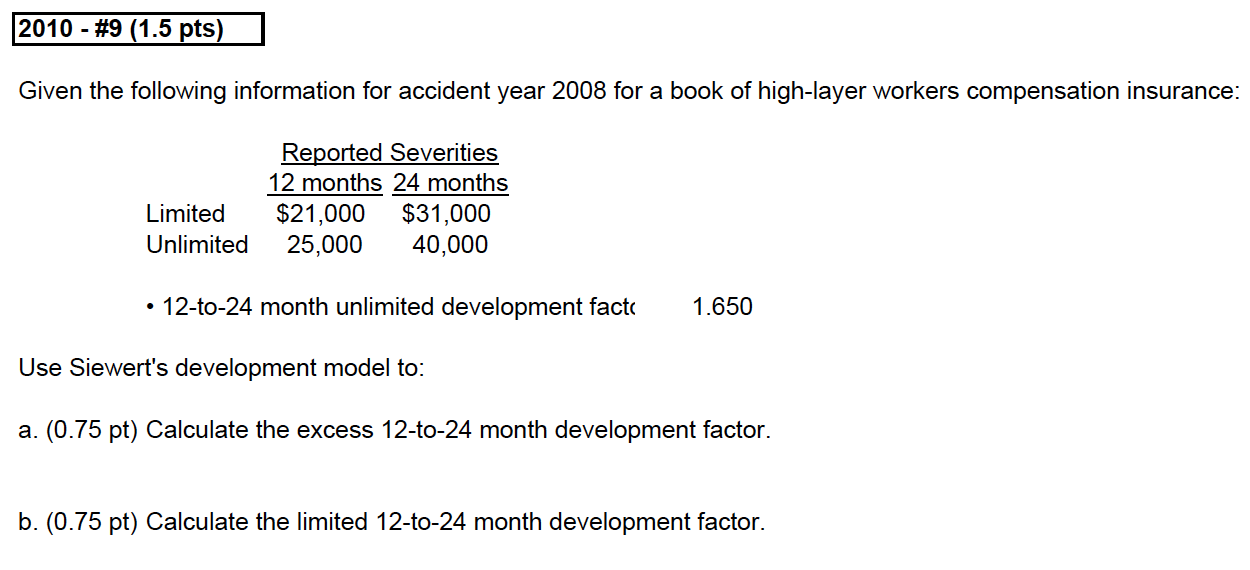 2010 - #9 (1.5 pts)
Given the following information for accident year 2008 for a book of high-layer workers compensation insurance:
Reported Severities
12 months 24 months
Limited $21,000 $31,000
Unlimited 25,000 40,000
• 12-to-24 month unlimited development facto 1.650
Use Siewert's development model to:
a. (0.75 pt) Calculate the excess 12-to-24 month development factor.
b. (0.75 pt) Calculate the limited 12-to-24 month development factor.